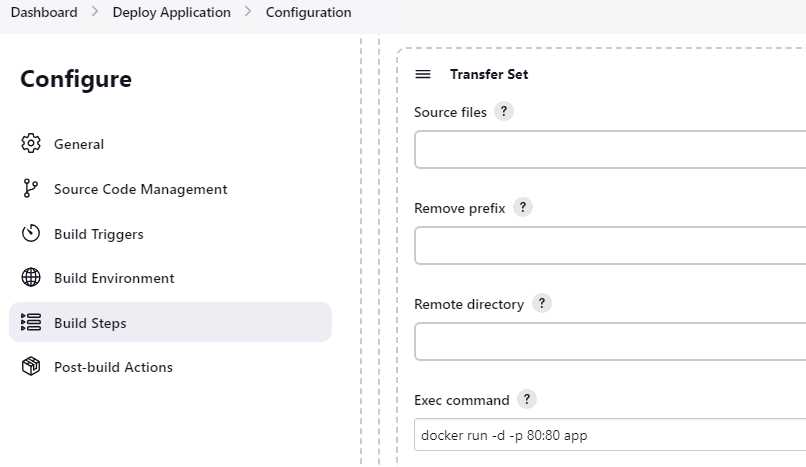 Dashboard > Deploy Application > Configuration
Configure
General
Source Code Management
Build Triggers
Build Environment
Build Steps
Post-build Actions
Transfer Set
Source files ?
Remove prefix ?
Remote directory ?
Exec command ?
docker run -d -p 80:80 app